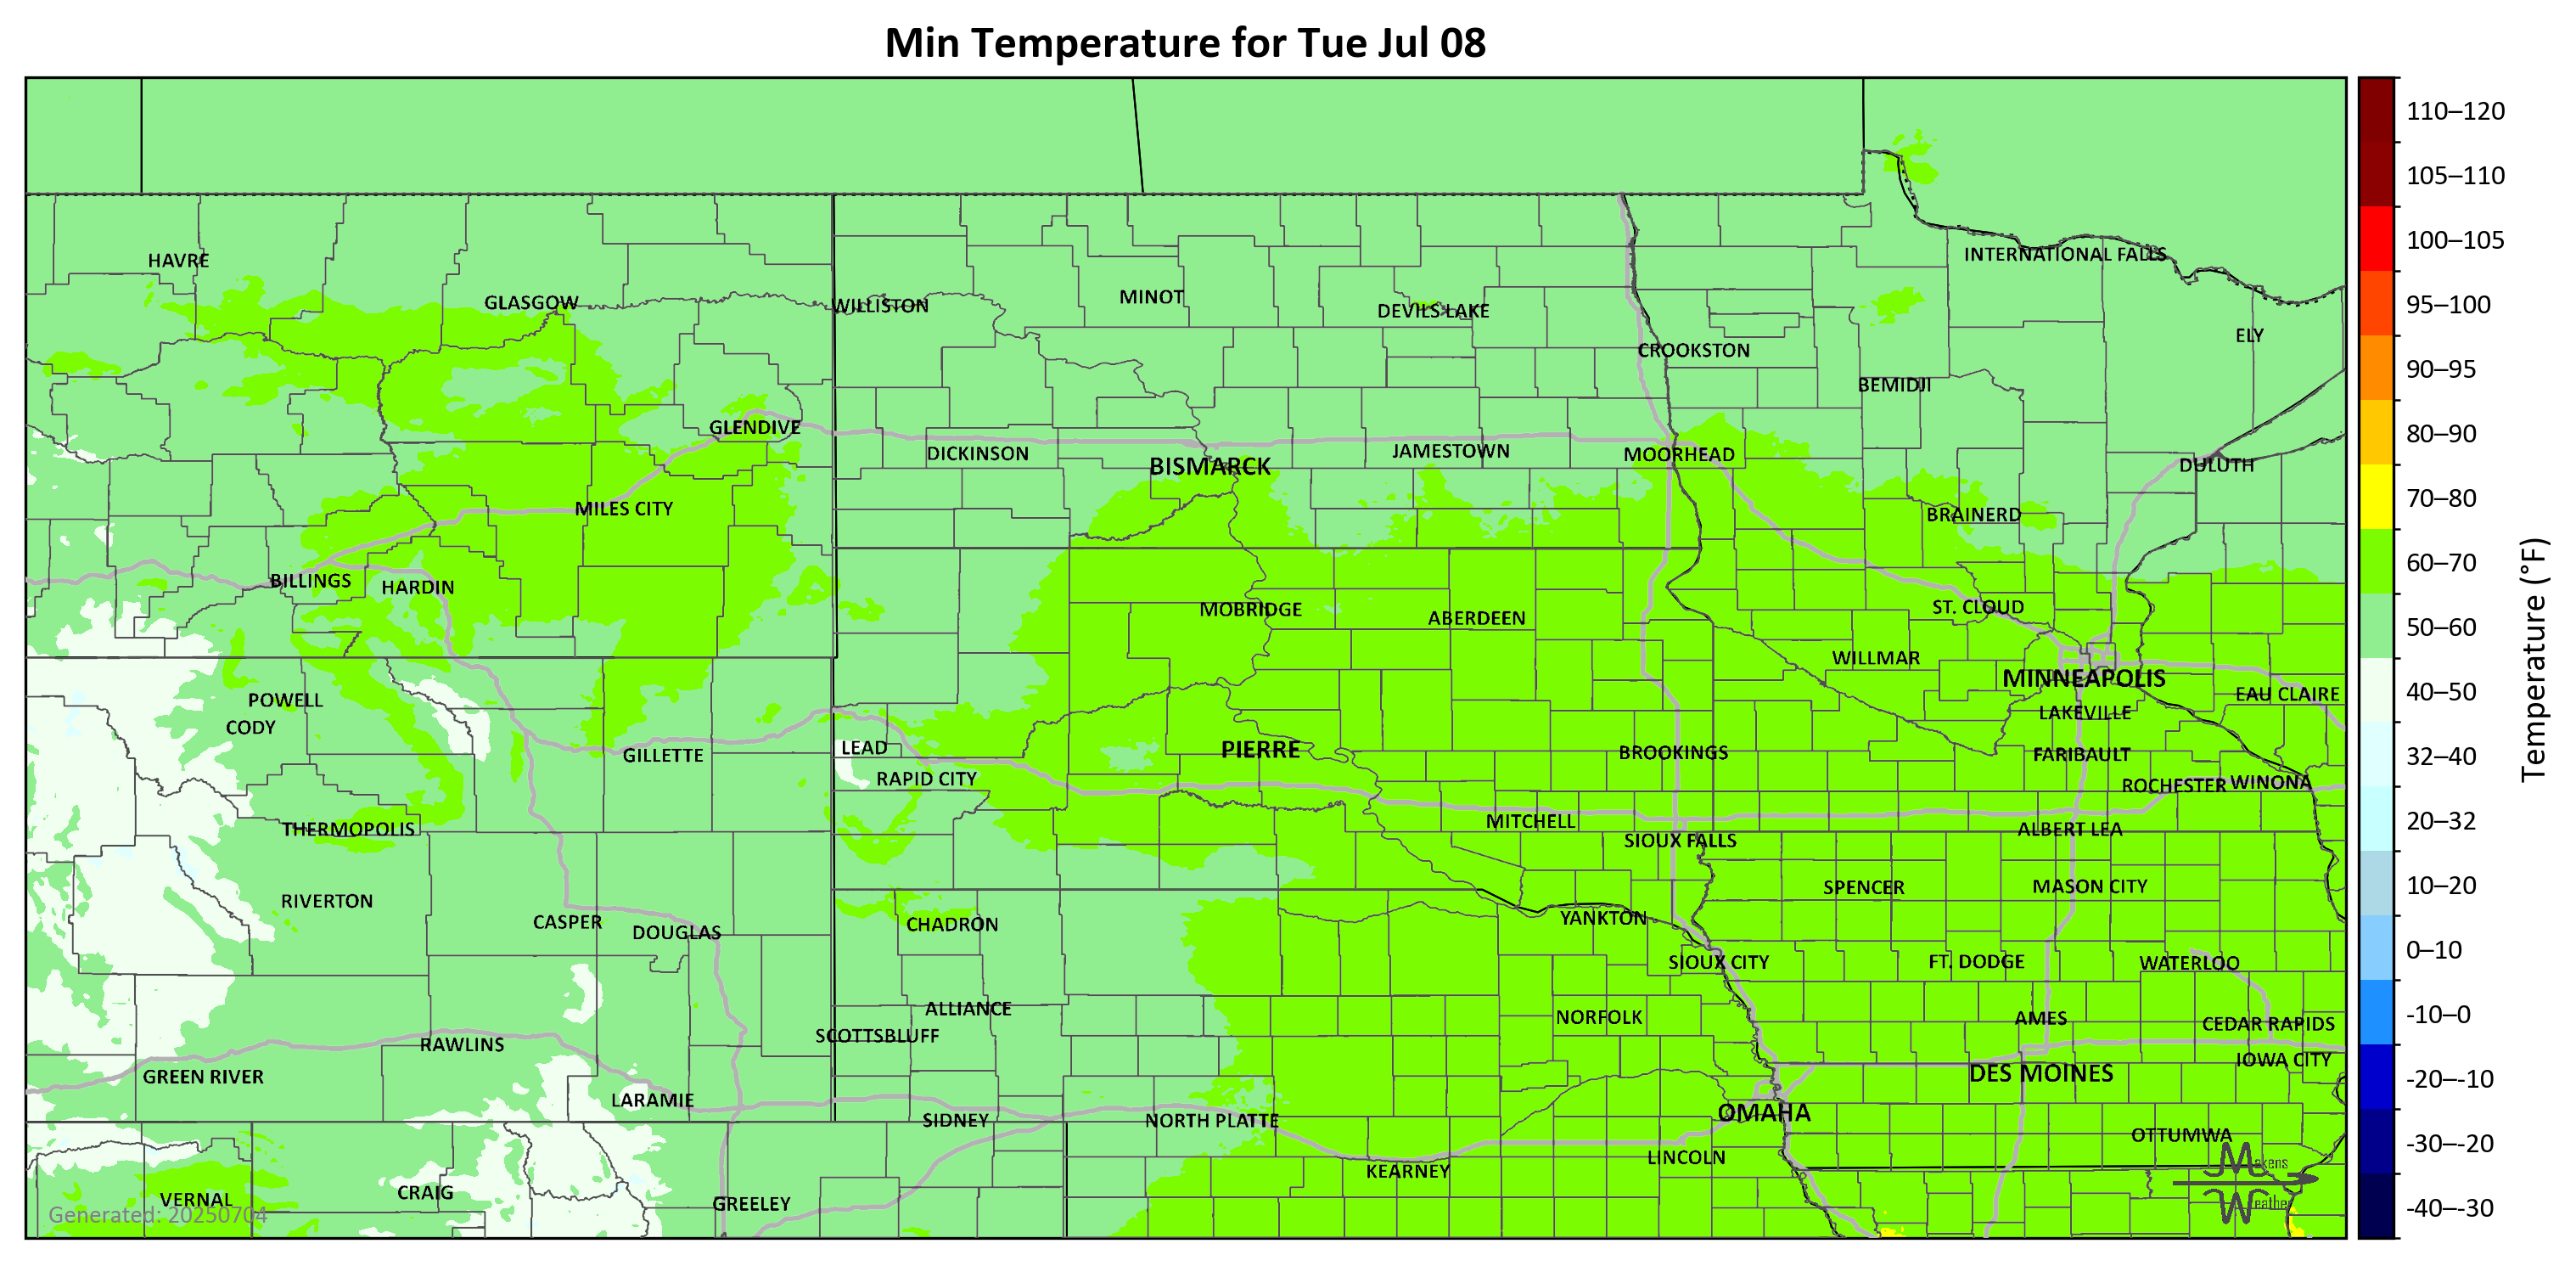 Min Temperature for Tue Jul 08
110–120
105–110
100–105
95–100
90–95
80–90
70–80
60–70
50–60
40–50
32–40
20–32
10–20
0–10
-10–0
-20–-10
-30–-20
-40–-30
Temperature (°F)
HAVRE
GLASGOW
WILLISTON
MINOT
DEVILS LAKE
INTERNATIONAL FALLS
ELY
CROOKSTON
BEMIDJI
GLENDIVE
DICKINSON
BISMARCK
JAMESTOWN
MOORHEAD
DULUTH
MILES CITY
BRAINERD
BILLINGS
HARDIN
MOBRIDGE
ABERDEEN
ST. CLOUD
WILLMAR
MINNEAPOLIS
EAU CLAIRE
POWELL
CODY
LAKEVILLE
GILLETTE
LEAD
PIERRE
BROOKINGS
FARIBAULT
RAPID CITY
ROCHESTER
WINONA
THERMOPOLIS
MITCHELL
SIOUX FALLS
ALBERT LEA
RIVERTON
SPENCER
MASON CITY
CASPER
DOUGLAS
CHADRON
YANKTON
SIOUX CITY
FT. DODGE
WATERLOO
ALLIANCE
SCOTTSBLUFF
NORFOLK
AMES
CEDAR RAPIDS
RAWLINS
GREEN RIVER
IOWA CITY
DES MOINES
LARAMIE
SIDNEY
NORTH PLATTE
OMAHA
OTTUMWA
KEARNEY
LINCOLN
VERNAL
CRAIG
GREELEY
Makens
Weather
Generated: 20250704